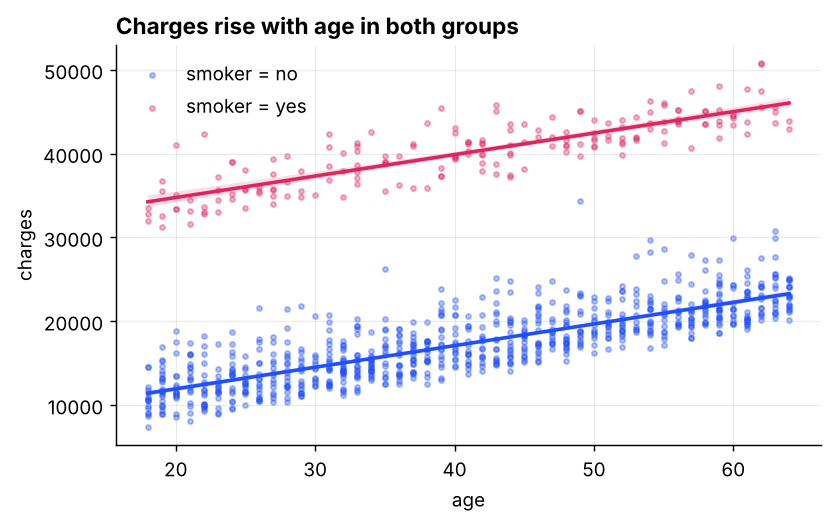 Charges rise with age in both groups
smoker = no
smoker = yes
50000
40000
30000
20000
10000
charges
20 30 40 50 60
age